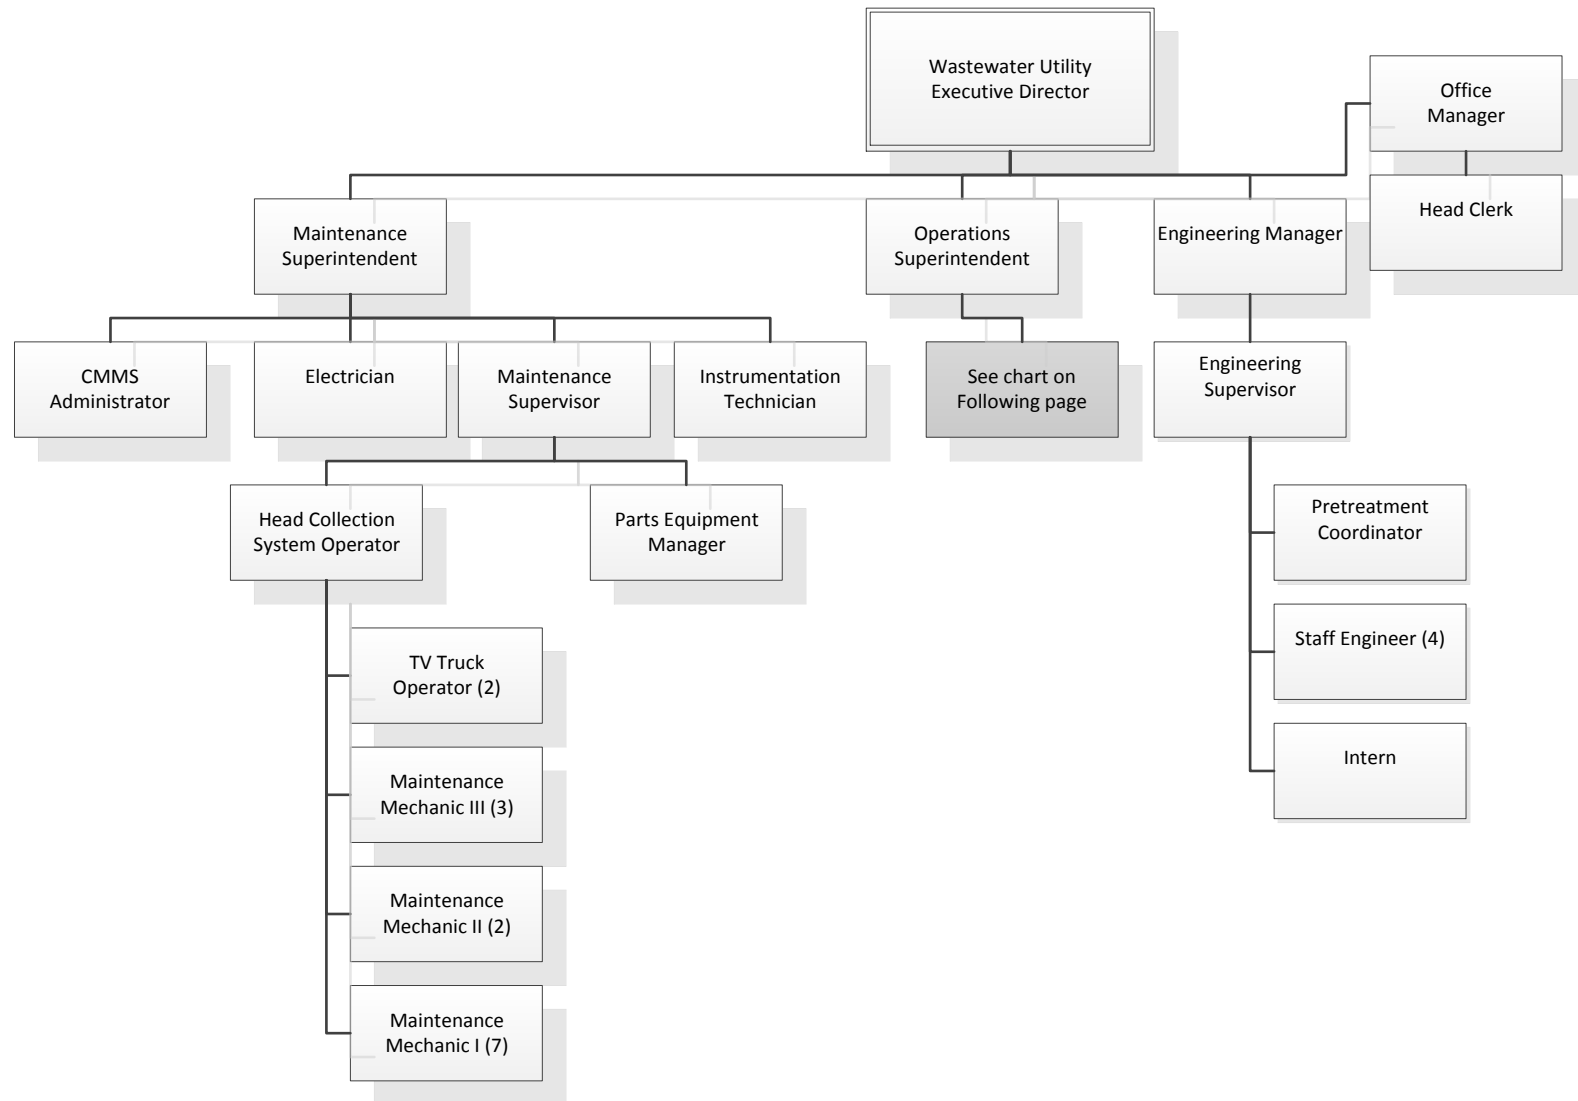 Wastewater Utility
Executive Director
Office
Manager
Head Clerk
Maintenance
Superintendent
Operations
Superintendent
Engineering Manager
CMMS
Administrator
Electrician
Maintenance
Supervisor
Instrumentation
Technician
See chart on
Following page
Engineering
Supervisor
Head Collection
System Operator
Parts Equipment
Manager
Pretreatment
Coordinator
Staff Engineer (4)
Intern
TV Truck
Operator (2)
Maintenance
Mechanic III (3)
Maintenance
Mechanic II (2)
Maintenance
Mechanic I (7)